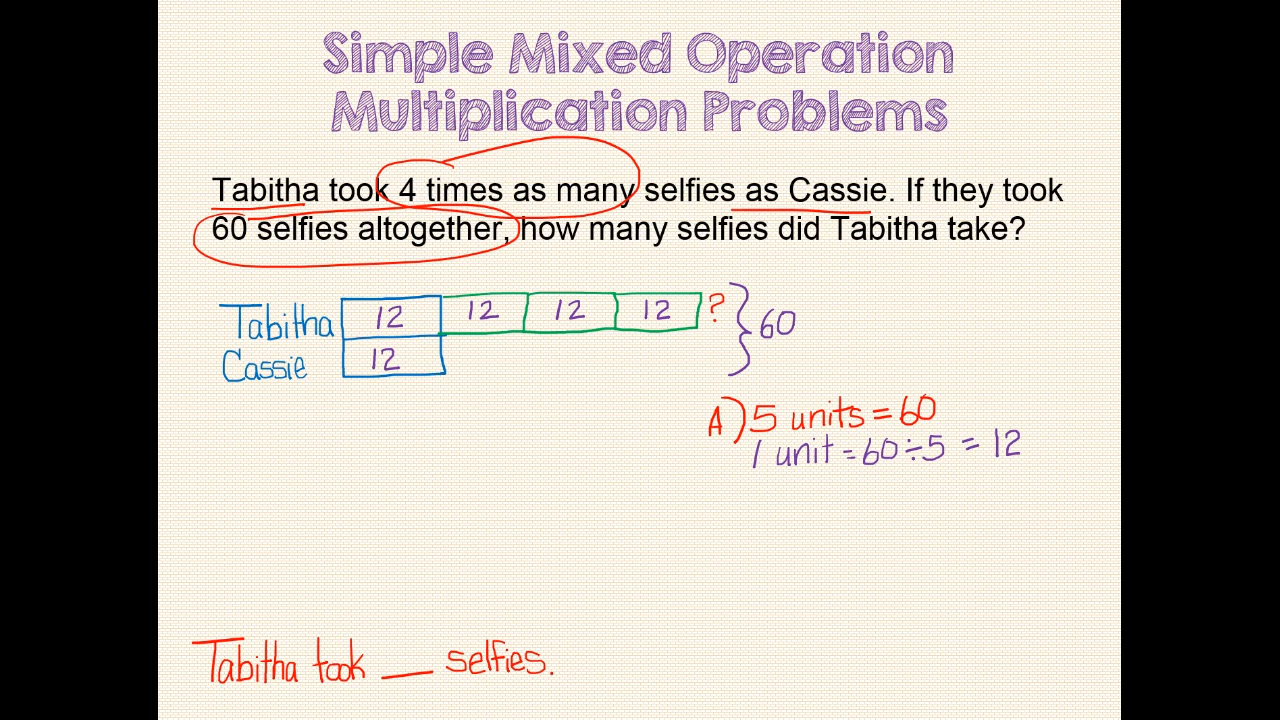 Simple Mixed Operation
Multiplication Problems
Tabitha took 4 times as many selfies as Cassie. If they took
60 selfies altogether, how many selfies did Tabitha take?
Tabitha 12 12 12 12 ? } 60
Cassie 12
A) 5 units = 60
1 unit = 60 ÷ 5 = 12
Tabitha took __ selfies.